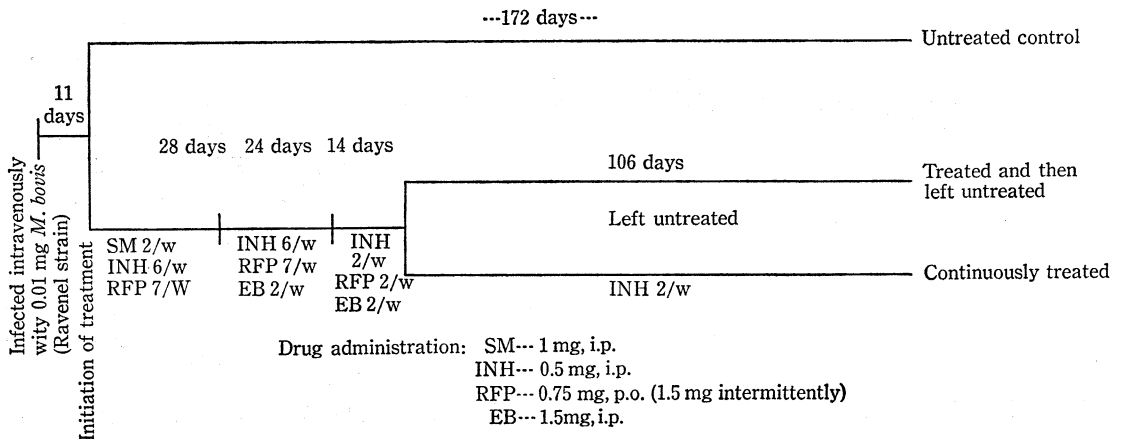 ---172 days---
Untreated control
11
days
28 days 24 days 14 days
106 days
Treated and then
left untreated
Left untreated
Infected intravenously
wity 0.01 mg M. bovis
(Ravenel strain)
Initiation of treatment
SM 2/w
INH 6/w
RFP 7/W
INH 6/w
RFP 7/w
EB 2/w
INH
2/w
RFP 2/w
EB 2/w
INH 2/w
Continuously treated
Drug administration: SM--- 1 mg, i.p.
INH--- 0.5 mg, i.p.
RFP--- 0.75 mg, p.o. (1.5 mg intermittently)
EB--- 1.5mg, i.p.